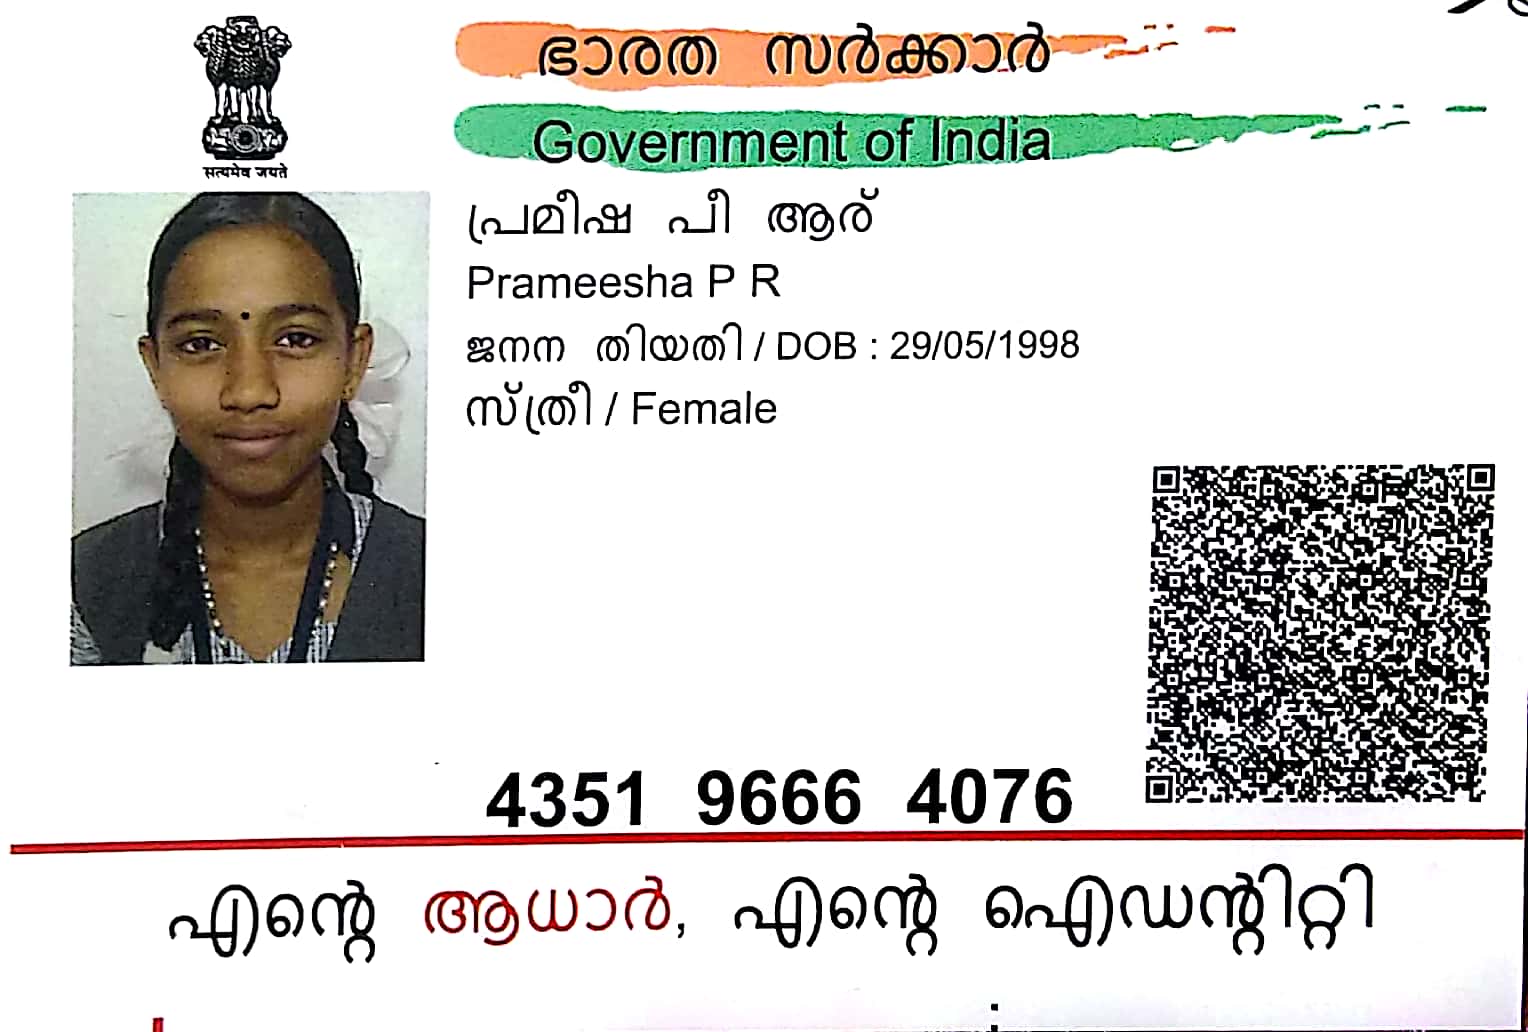 ഭാരത സർക്കാർ
Government of India
सत्यमेव जयते
പ്രമീഷ പീ ആര്
Prameesha P R
ജനന തിയതി / DOB : 29/05/1998
സ്ത്രീ / Female
4351 9666 4076
എന്റെ ആധാർ, എന്റെ ഐഡന്റിറ്റി